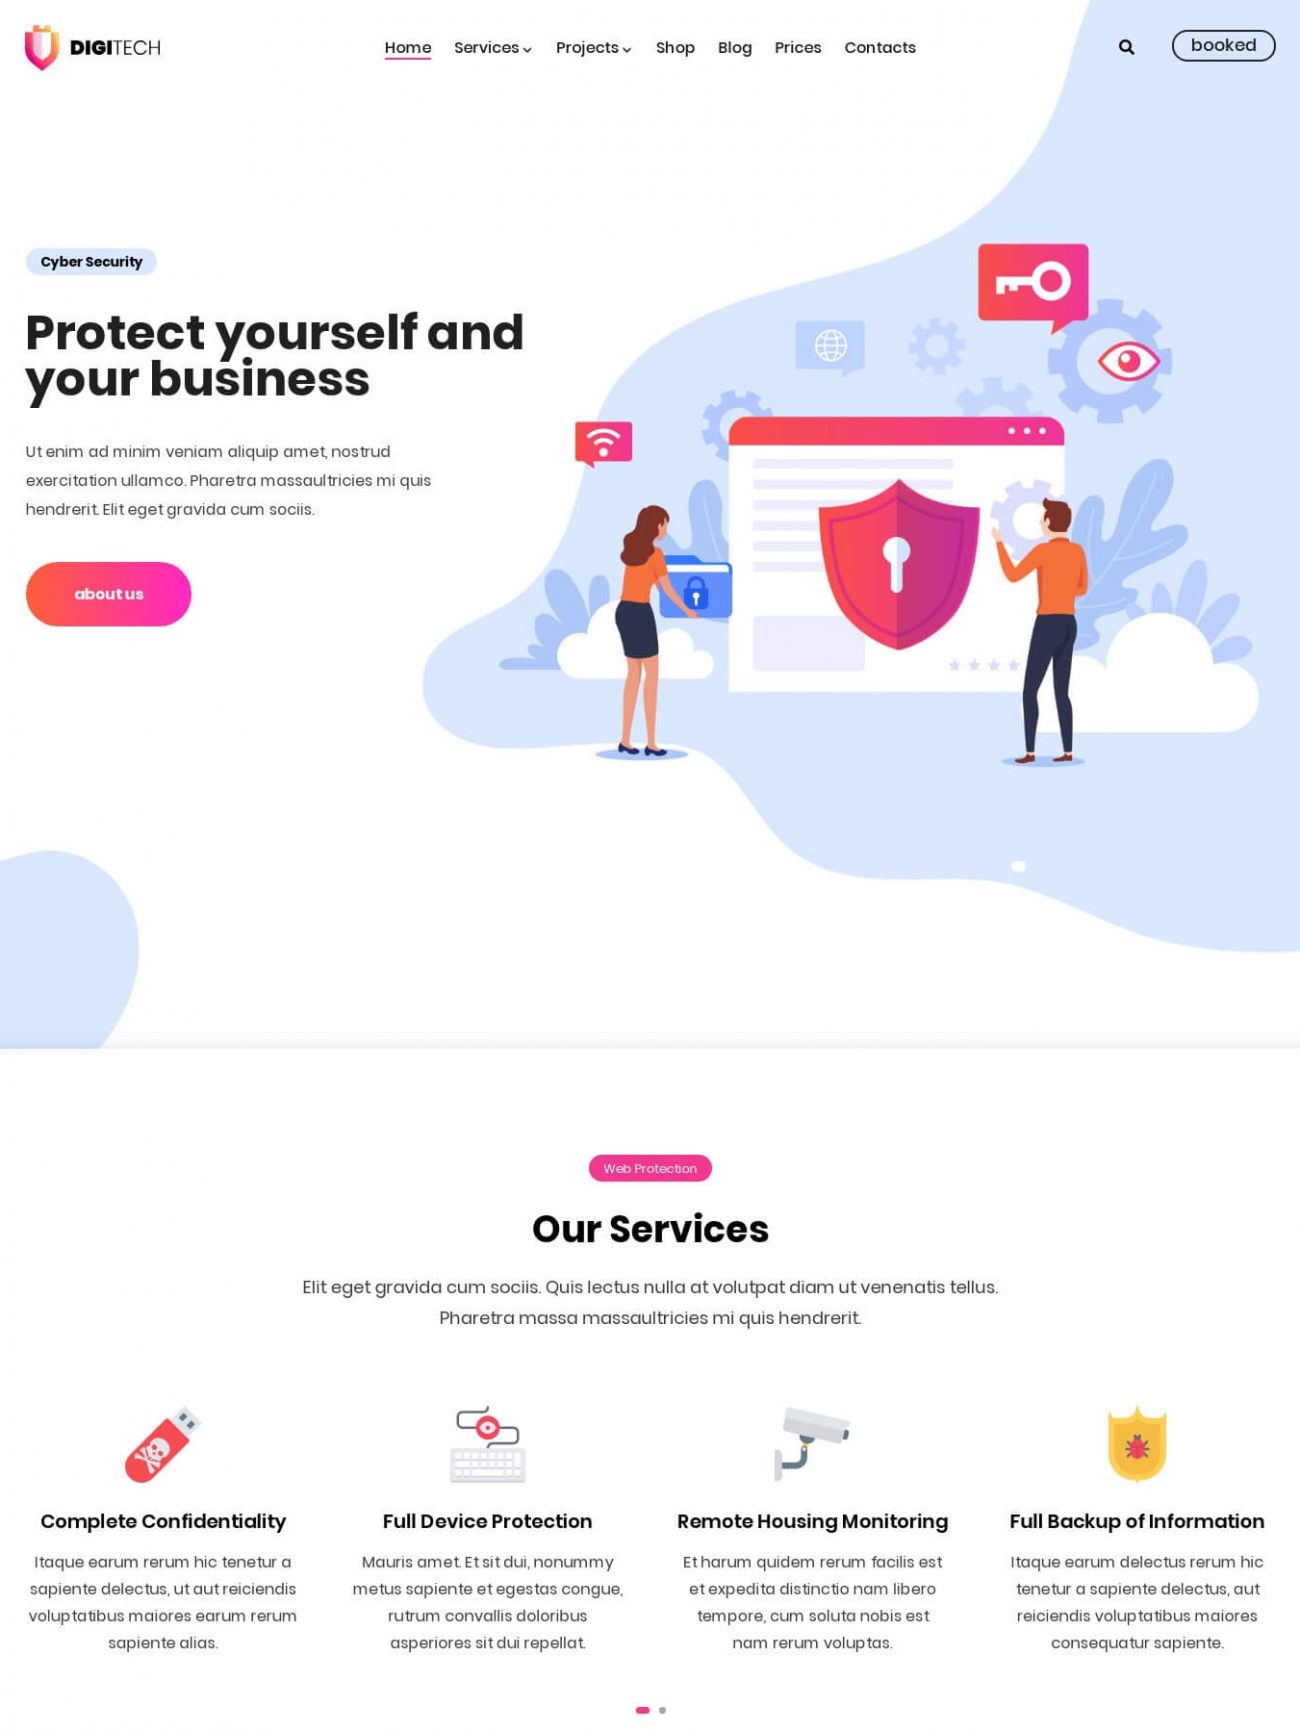 DIGITECH
Home Services Projects Shop Blog Prices Contacts
booked
Cyber Security
Protect yourself and
your business
Ut enim ad minim veniam aliquip amet, nostrud
exercitation ullamco. Pharetra massaultricies mi quis
hendrerit. Elit eget gravida cum sociis.
about us
Web Protection
Our Services
Elit eget gravida cum sociis. Quis lectus nulla at volutpat diam ut venenatis tellus.
Pharetra massa massaultricies mi quis hendrerit.
Complete Confidentiality
Itaque earum rerum hic tenetur a
sapiente delectus, ut aut reiciendis
voluptatibus maiores earum rerum
sapiente alias.
Full Device Protection
Mauris amet. Et sit dui, nonummy
metus sapiente et egestas congue,
rutrum convallis doloribus
asperiores sit dui repellat.
Remote Housing Monitoring
Et harum quidem rerum facilis est
et expedita distinctio nam libero
tempore, cum soluta nobis est
nam rerum voluptas.
Full Backup of Information
Itaque earum delectus rerum hic
tenetur a sapiente delectus, aut
reiciendis voluptatibus maiores
consequatur sapiente.